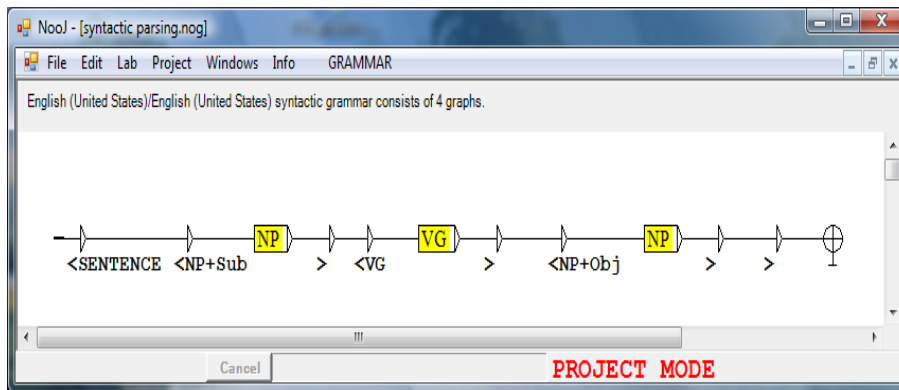 NooJ - [syntactic parsing.nog]
File Edit Lab Project Windows Info GRAMMAR
English (United States)/English (United States) syntactic grammar consists of 4 graphs.
NP VG NP
<SENTENCE <NP+Sub > <VG > <NP+Obj > >
Cancel PROJECT MODE